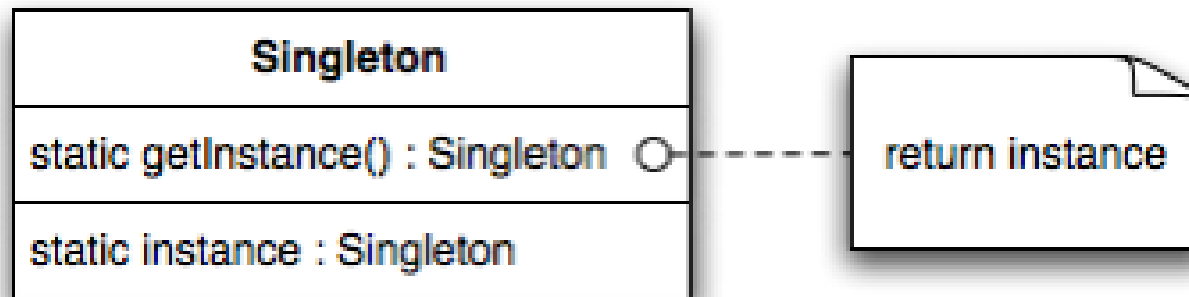 Singleton
static getInstance() : Singleton
return instance
static instance : Singleton